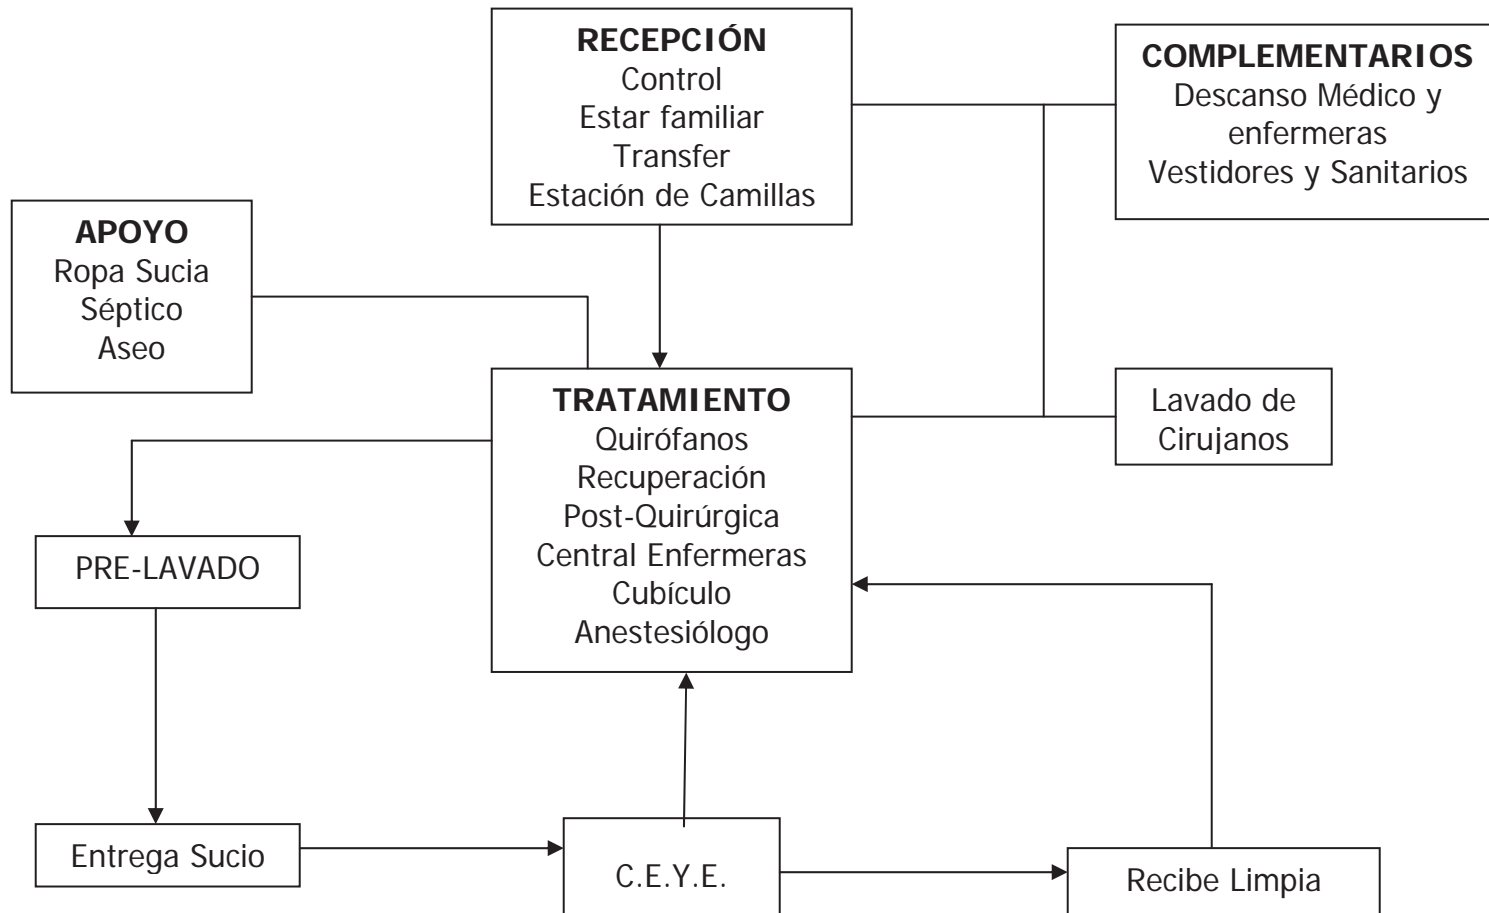 RECEPCIÓN
Control
Estar familiar
Transfer
Estación de Camillas
COMPLEMENTARIOS
Descanso Médico y
enfermeras
Vestidores y Sanitarios
APOYO
Ropa Sucia
Séptico
Aseo
TRATAMIENTO
Quirófanos
Recuperación
Post-Quirúrgica
Central Enfermeras
Cubículo
Anestesiólogo
Lavado de
Cirujanos
PRE-LAVADO
Entrega Sucio
C.E.Y.E.
Recibe Limpia